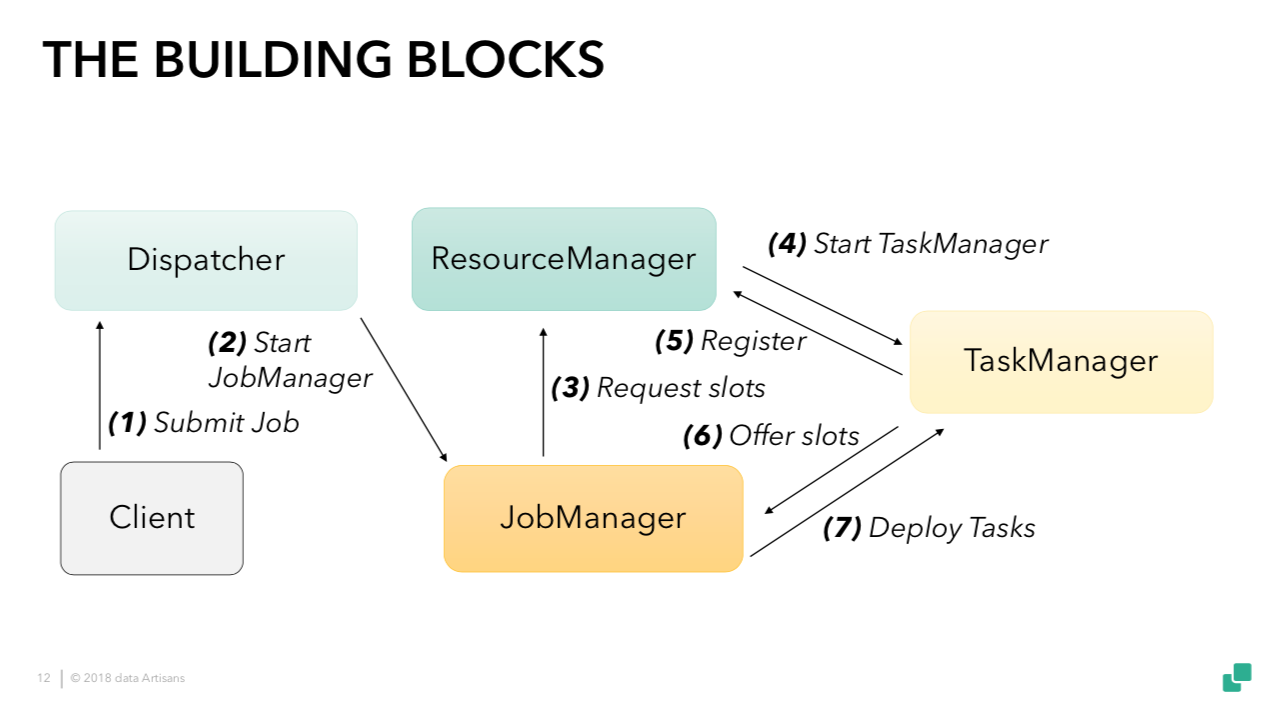 THE BUILDING BLOCKS
Dispatcher
ResourceManager
(4) Start TaskManager
(2) Start
JobManager
(5) Register
TaskManager
(3) Request slots
(1) Submit Job
(6) Offer slots
Client
JobManager
(7) Deploy Tasks
12
© 2018 data Artisans